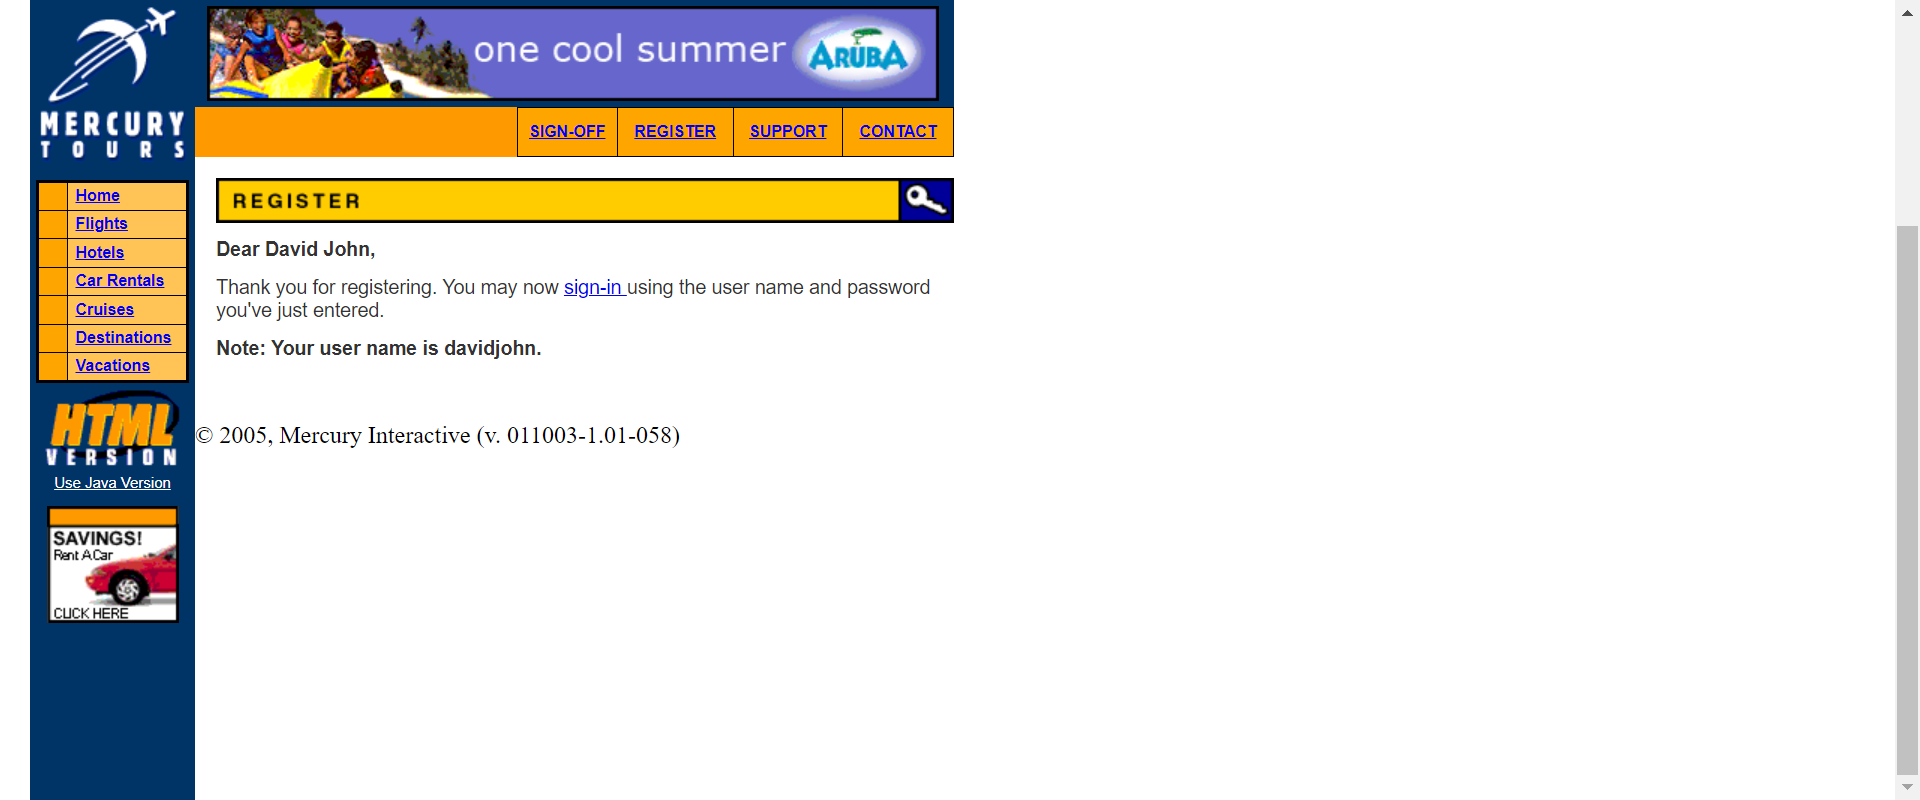 one cool summer ARUBA
MERCURY
TOURS
SIGN-OFF REGISTER SUPPORT CONTACT
REGISTER
Home
Flights
Hotels
Car Rentals
Cruises
Destinations
Vacations
Dear David John,
Thank you for registering. You may now sign-in using the user name and password
you've just entered.
Note: Your user name is davidjohn.
HTML
VERSION
Use Java Version
© 2005, Mercury Interactive (v. 011003-1.01-058)
SAVINGS!
Rent A Car
CLICK HERE